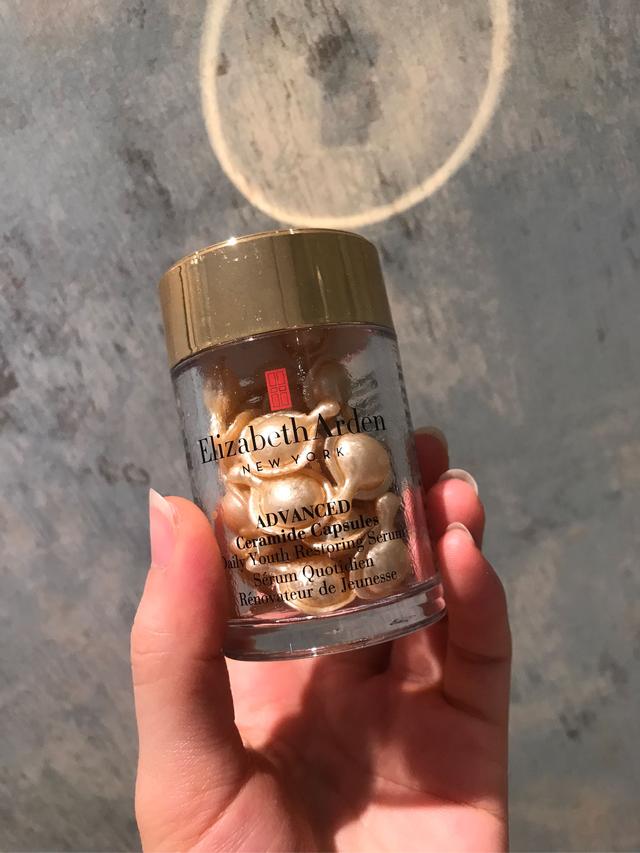 Elizabeth Arden
NEW YORK
ADVANCED
Ceramide Capsules
Daily Youth Restoring Serum
Sérum Quotidien
Rénovateur de Jeunesse